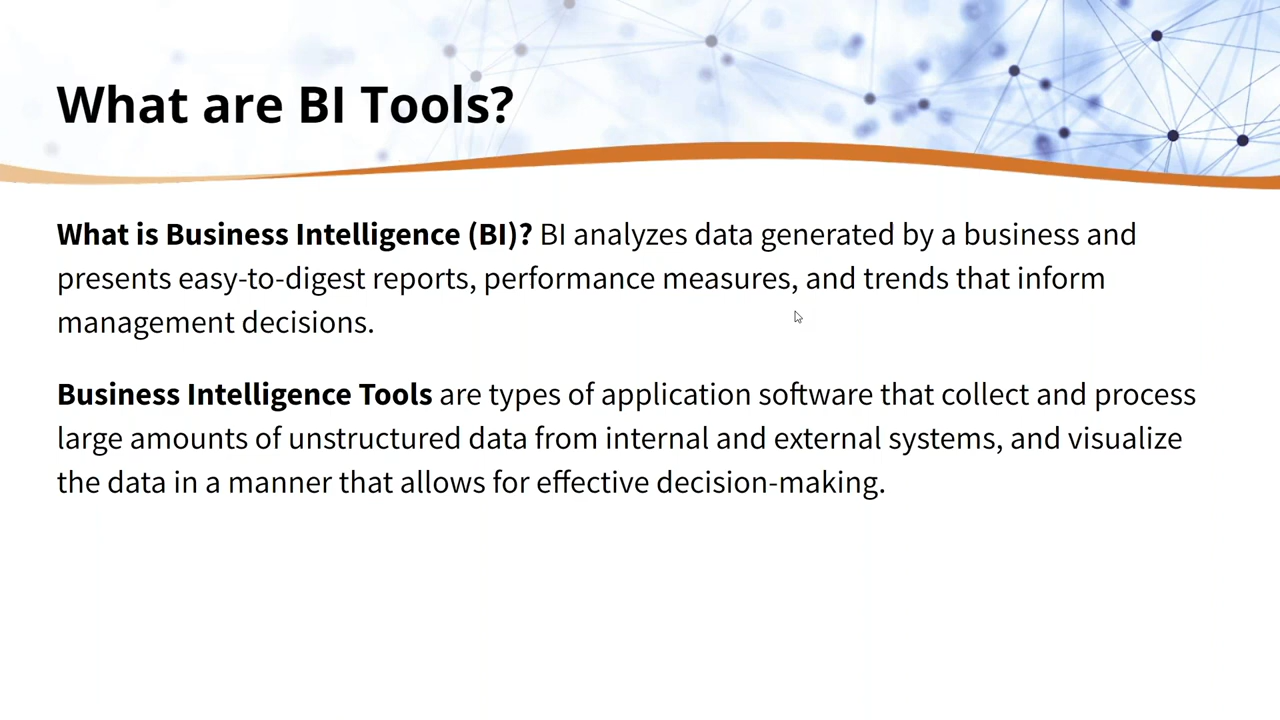 What are BI Tools?
What is Business Intelligence (BI)? BI analyzes data generated by a business and
presents easy-to-digest reports, performance measures, and trends that inform
management decisions.
Business Intelligence Tools are types of application software that collect and process
large amounts of unstructured data from internal and external systems, and visualize
the data in a manner that allows for effective decision-making.